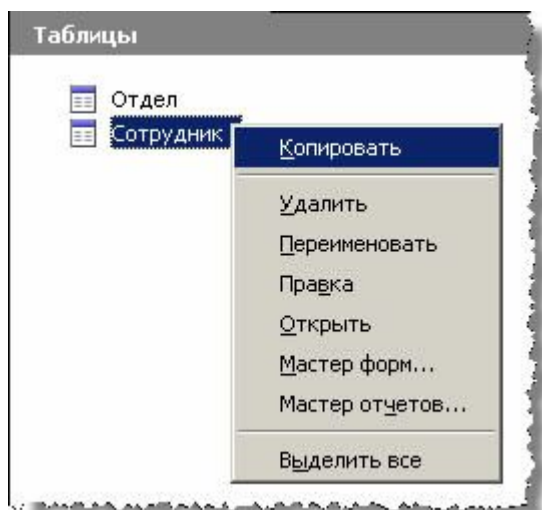 Таблицы
Отдел
Сотрудник
Копировать
Удалить
Переименовать
Правка
Открыть
Мастер форм...
Мастер отчетов...
Выделить все